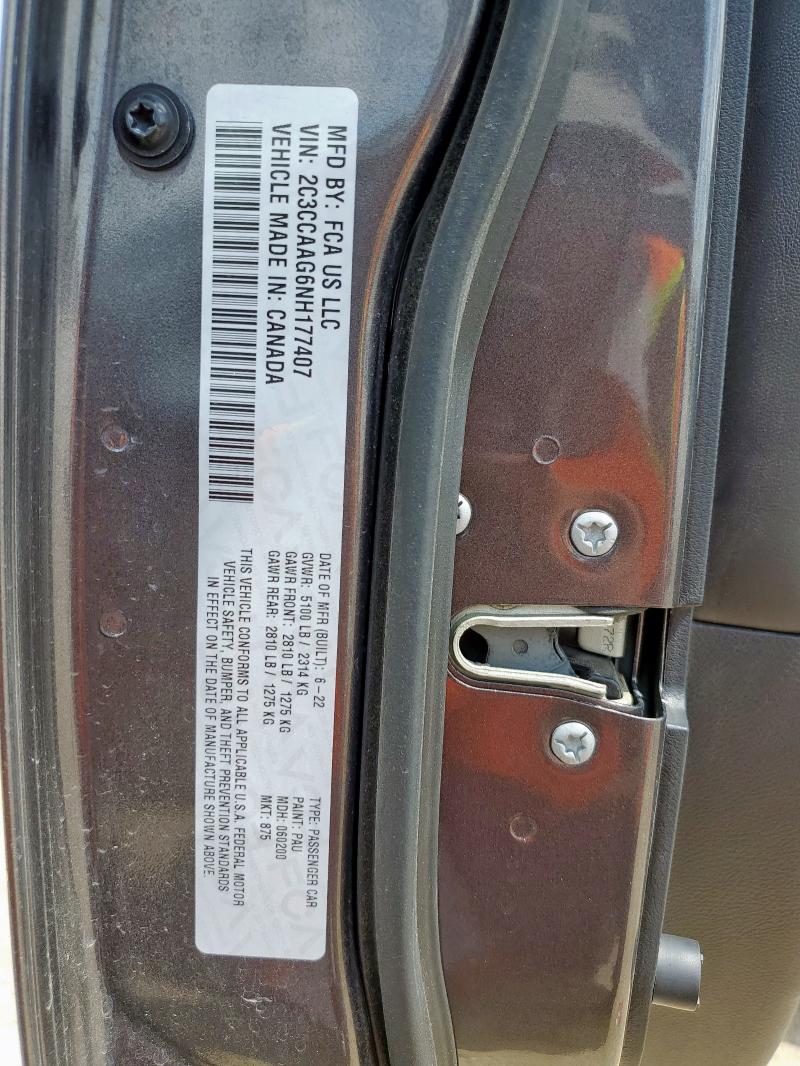 MFD BY: FCA US LLC
VIN: 2C3CCAAG6NH177407
VEHICLE MADE IN: CANADA
DATE OF MFR (BUILT): 6-22
GVWR: 5100 LB / 2314 KG
GAWR FRONT: 2810 LB / 1275 KG
GAWR REAR: 2810 LB / 1275 KG
TYPE: PASSENGER CAR
PAINT: PAU
MDH: 060200
MKT: 875
THIS VEHICLE CONFORMS TO ALL APPLICABLE U.S.A. FEDERAL MOTOR
VEHICLE SAFETY, BUMPER, AND THEFT PREVENTION STANDARDS
IN EFFECT ON THE DATE OF MANUFACTURE SHOWN ABOVE.
72R